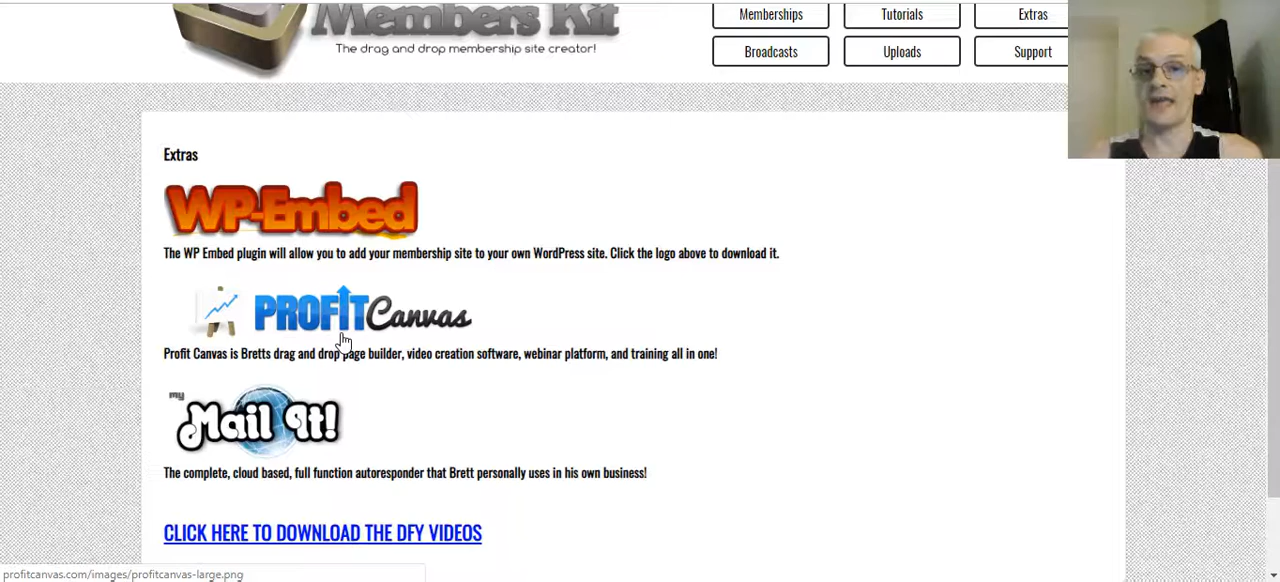 Members Kit
The drag and drop membership site creator!
Memberships
Tutorials
Extras
Broadcasts
Uploads
Support
Extras
WP-Embed
The WP Embed plugin will allow you to add your membership site to your own WordPress site. Click the logo above to download it.
PROFIT Canvas
Profit Canvas is Bretts drag and drop page builder, video creation software, webinar platform, and training all in one!
my
Mail It!
The complete, cloud based, full function autoresponder that Brett personally uses in his own business!
CLICK HERE TO DOWNLOAD THE DFY VIDEOS
profitcanvas.com/images/profitcanvas-large.png